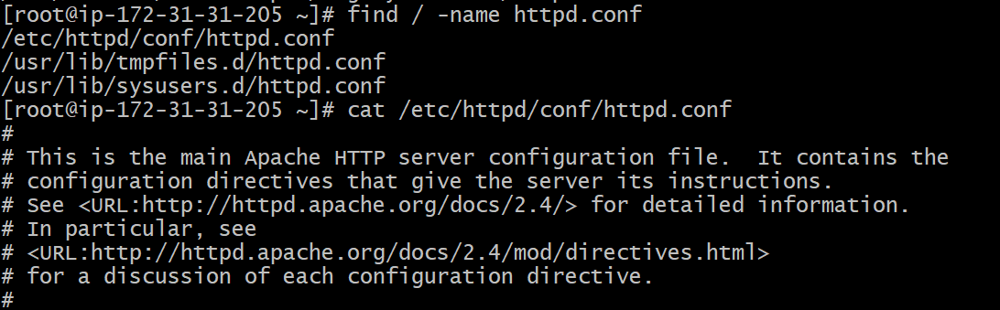 [root@ip-172-31-31-205 ~]# find / -name httpd.conf
/etc/httpd/conf/httpd.conf
/usr/lib/tmpfiles.d/httpd.conf
/usr/lib/sysusers.d/httpd.conf
[root@ip-172-31-31-205 ~]# cat /etc/httpd/conf/httpd.conf
#
# This is the main Apache HTTP server configuration file.  It contains the
# configuration directives that give the server its instructions.
# See <URL:http://httpd.apache.org/docs/2.4/> for detailed information.
# In particular, see
# <URL:http://httpd.apache.org/docs/2.4/mod/directives.html>
# for a discussion of each configuration directive.
#